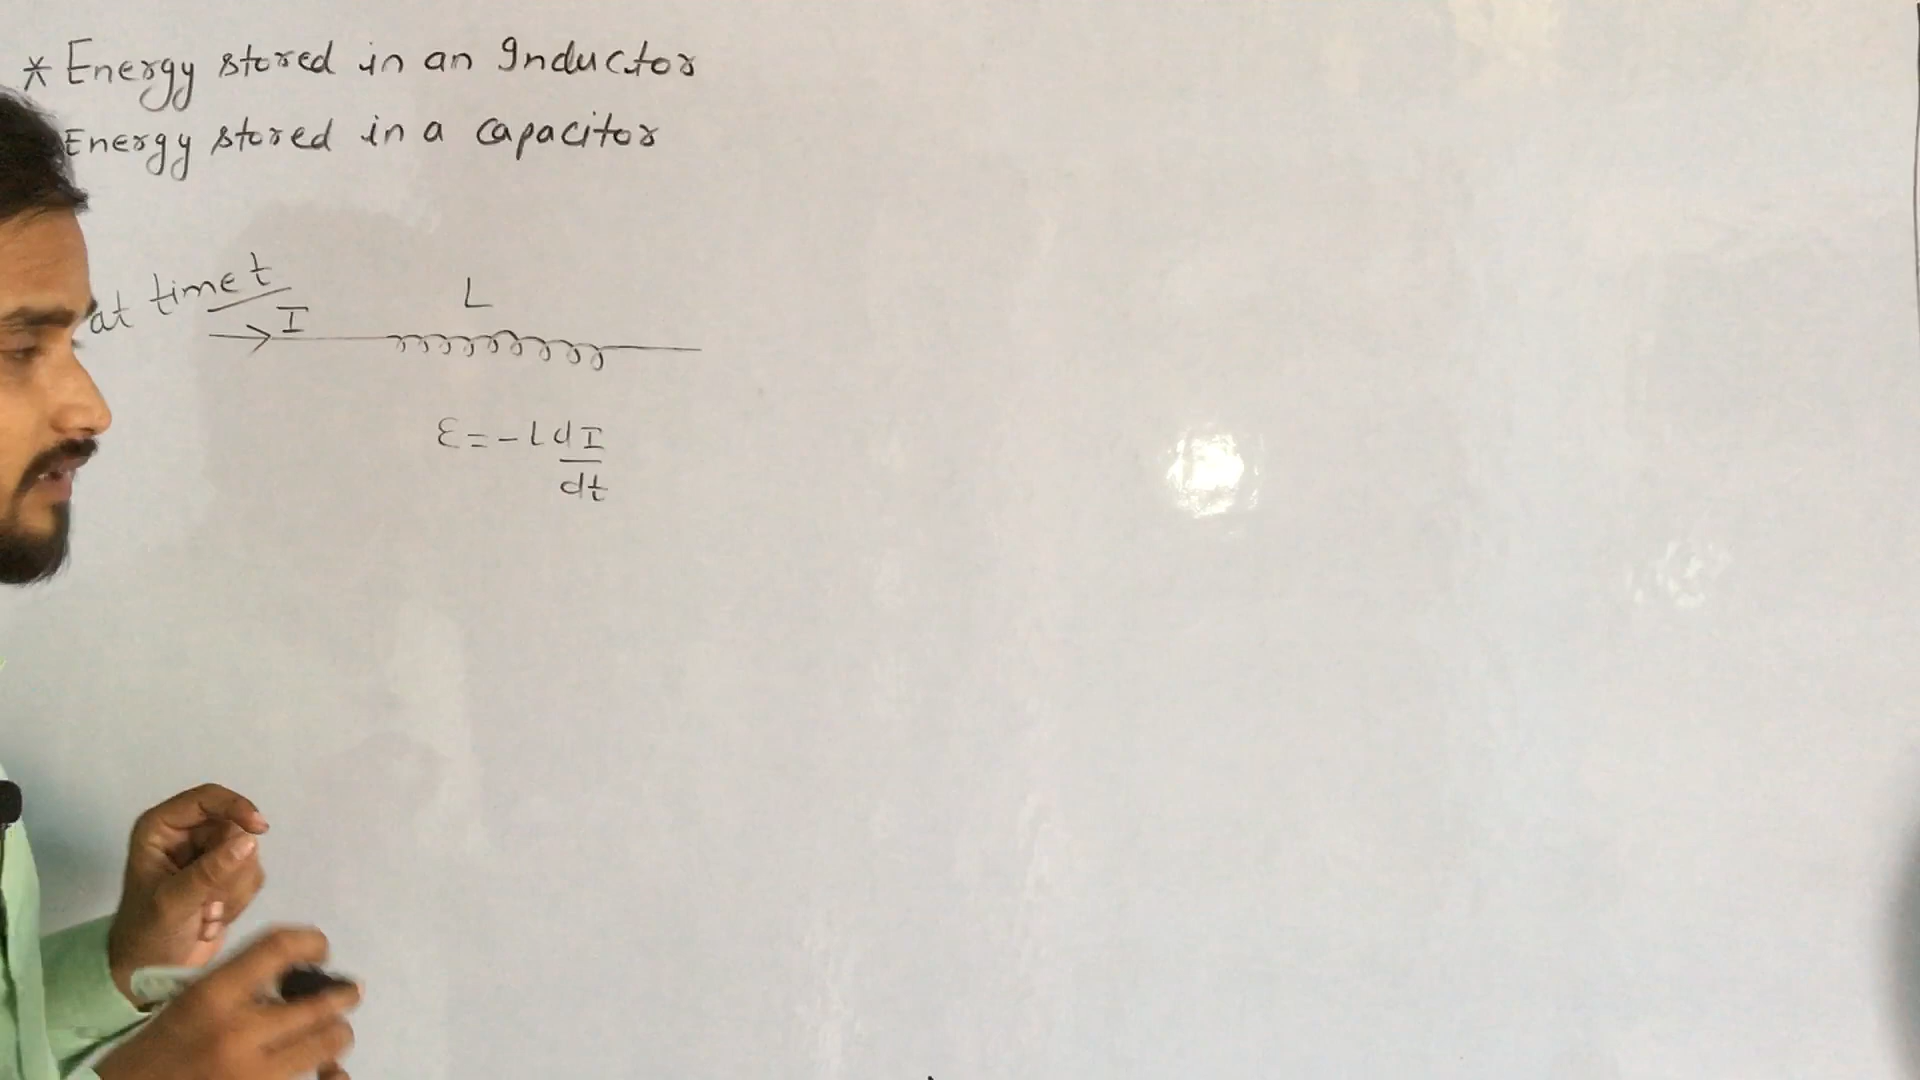 * Energy stored in an Inductor
Energy stored in a capacitor
at time t
I
L
ε = -L dI/dt